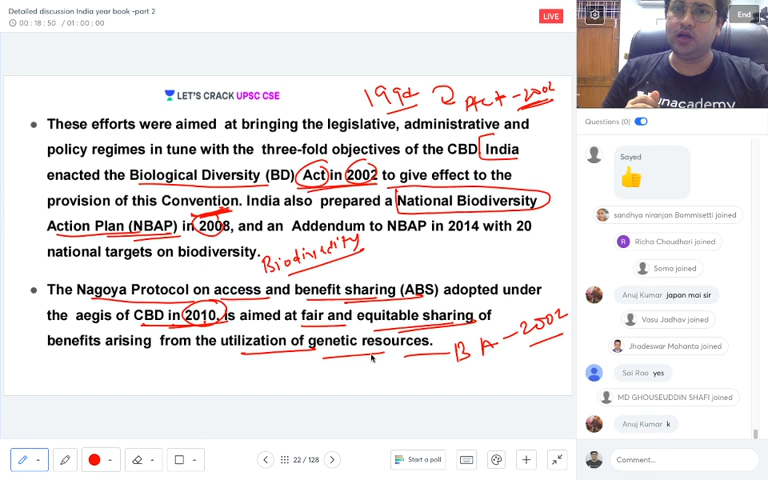 Detailed discussion India year book -part 2
00 : 18 : 50 / 01 : 00 : 00
LIVE
End
unacademy
LET'S CRACK UPSC CSE
1992 Act - 2002
These efforts were aimed at bringing the legislative, administrative and
policy regimes in tune with the three-fold objectives of the CBD. India
enacted the Biological Diversity (BD) Act in 2002 to give effect to the
provision of this Convention. India also prepared a National Biodiversity
Action Plan (NBAP) in 2008, and an Addendum to NBAP in 2014 with 20
national targets on biodiversity.
Biodiversity
The Nagoya Protocol on access and benefit sharing (ABS) adopted under
the aegis of CBD in 2010, is aimed at fair and equitable sharing of
benefits arising from the utilization of genetic resources.
B A - 2002
22 / 128
Start a poll
Questions (0)
Sayed
sandhya niranjan Bommisetti joined
R Richa Chaudhari joined
Soma joined
Anuj Kumar japan mai sir
Vasu Jadhav joined
Jhadeswar Mahanta joined
Sai Rao yes
MD GHOUSEUDDIN SHAFI joined
Anuj Kumar k
Comment...